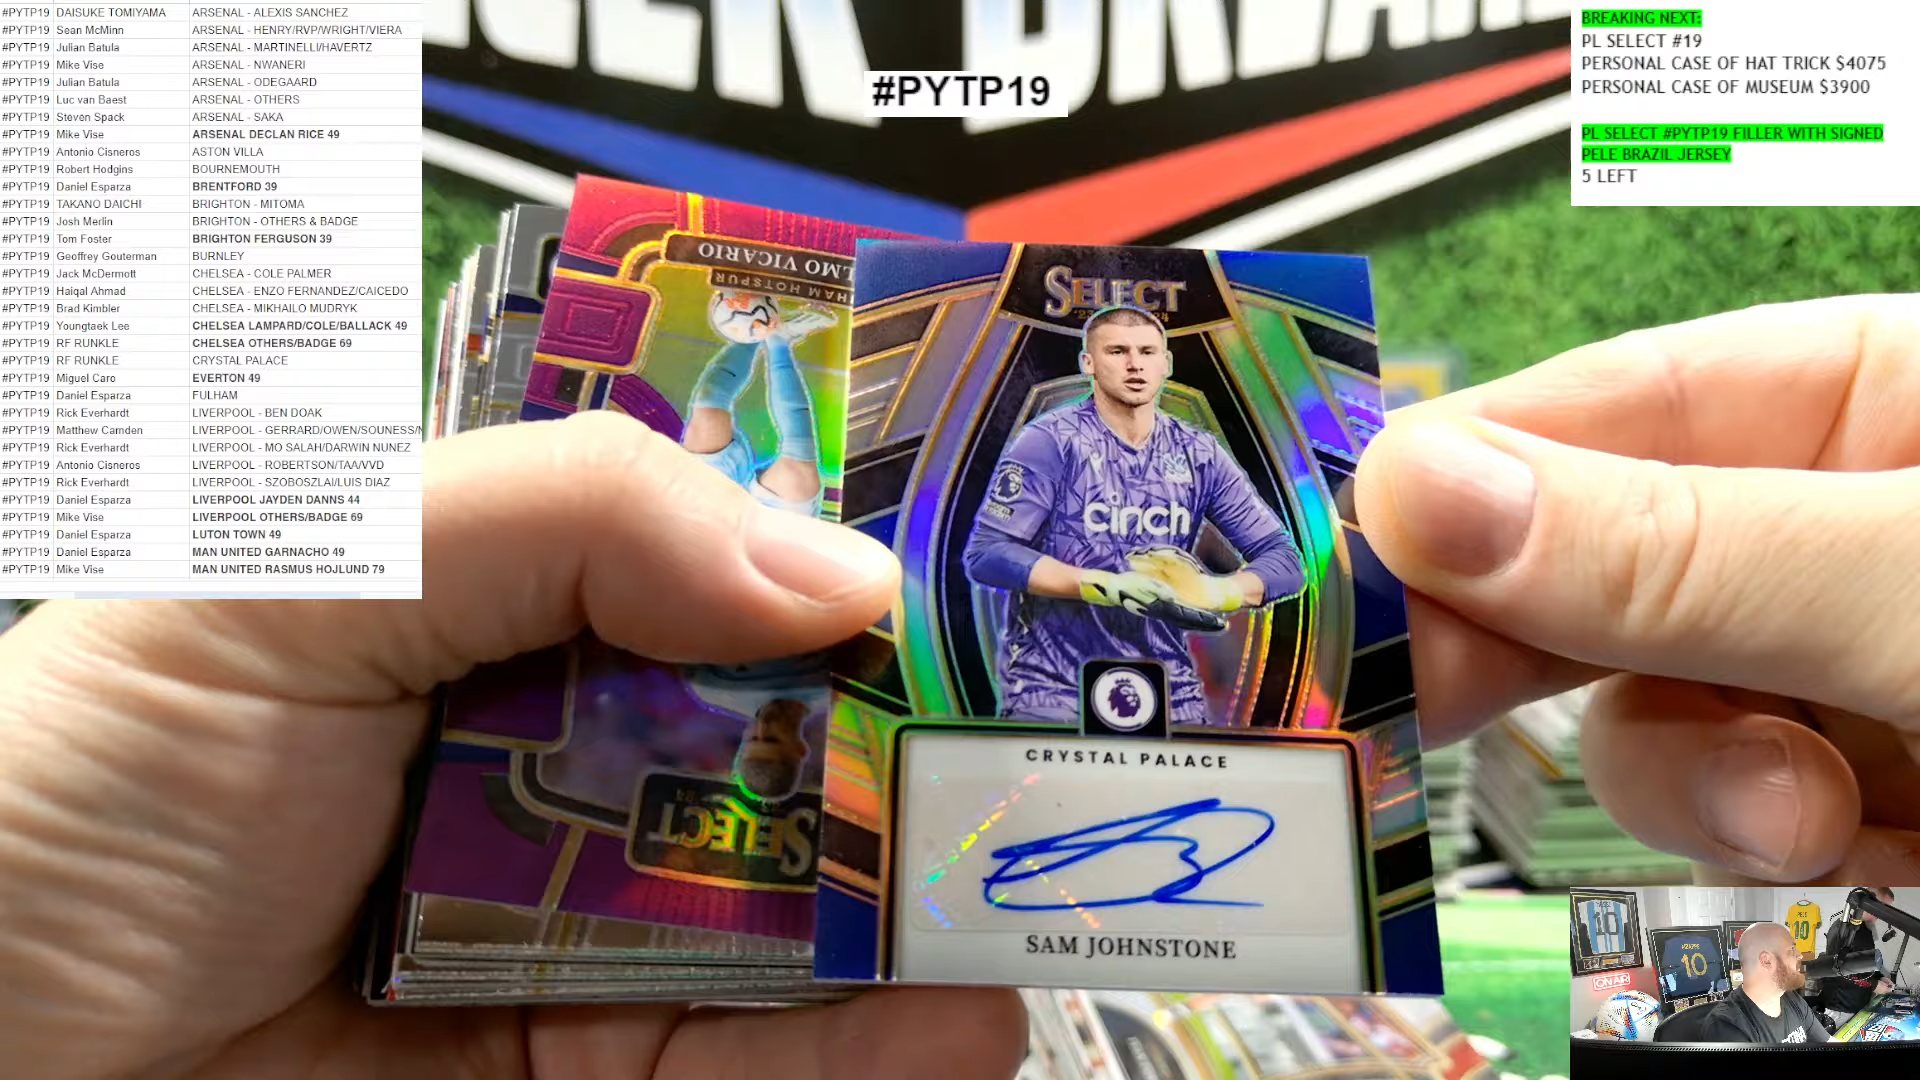 #PYTP19 DAISUKE TOMIYAMA ARSENAL - ALEXIS SANCHEZ
#PYTP19 Sean McMinn ARSENAL - HENRY/RVP/WRIGHT/VIERA
#PYTP19 Julian Batula ARSENAL - MARTINELLI/HAVERTZ
#PYTP19 Mike Vise ARSENAL - NWANERI
#PYTP19 Julian Batula ARSENAL - ODEGAARD
#PYTP19 Luc van Baest ARSENAL - OTHERS
#PYTP19 Steven Spack ARSENAL - SAKA
#PYTP19 Mike Vise ARSENAL DECLAN RICE 49
#PYTP19 Antonio Cisneros ASTON VILLA
#PYTP19 Robert Hodgins BOURNEMOUTH
#PYTP19 Daniel Esparza BRENTFORD 39
#PYTP19 TAKANO DAICHI BRIGHTON - MITOMA
#PYTP19 Josh Merlin BRIGHTON - OTHERS & BADGE
#PYTP19 Tom Foster BRIGHTON FERGUSON 39
#PYTP19 Geoffrey Gouterman BURNLEY
#PYTP19 Jack McDermott CHELSEA - COLE PALMER
#PYTP19 Haiqal Ahmad CHELSEA - ENZO FERNANDEZ/CAICEDO
#PYTP19 Brad Kimbler CHELSEA - MIKHAILO MUDRYK
#PYTP19 Youngtaek Lee CHELSEA LAMPARD/COLE/BALLACK 49
#PYTP19 RF RUNKLE CHELSEA OTHERS/BADGE 69
#PYTP19 RF RUNKLE CRYSTAL PALACE
#PYTP19 Miguel Caro EVERTON 49
#PYTP19 Daniel Esparza FULHAM
#PYTP19 Rick Everhardt LIVERPOOL - BEN DOAK
#PYTP19 Matthew Camden LIVERPOOL - GERRARD/OWEN/SOUNESS/
#PYTP19 Rick Everhardt LIVERPOOL - MO SALAH/DARWIN NUNEZ
#PYTP19 Antonio Cisneros LIVERPOOL - ROBERTSON/TAA/VVD
#PYTP19 Rick Everhardt LIVERPOOL - SZOBOSZLAI/LUIS DIAZ
#PYTP19 Daniel Esparza LIVERPOOL JAYDEN DANNS 44
#PYTP19 Mike Vise LIVERPOOL OTHERS/BADGE 69
#PYTP19 Daniel Esparza LUTON TOWN 49
#PYTP19 Daniel Esparza MAN UNITED GARNACHO 49
#PYTP19 Mike Vise MAN UNITED RASMUS HOJLUND 79
#PYTP19
BREAKING NEXT:
PL SELECT #19
PERSONAL CASE OF HAT TRICK $4075
PERSONAL CASE OF MUSEUM $3900
PL SELECT #PYTP19 FILLER WITH SIGNED
PELE BRAZIL JERSEY
5 LEFT
LMO VICARIO
HAM HOTSPUR
SELECT
SELECT
cinch
CRYSTAL PALACE
SAM JOHNSTONE
10
10
10
ON AIR